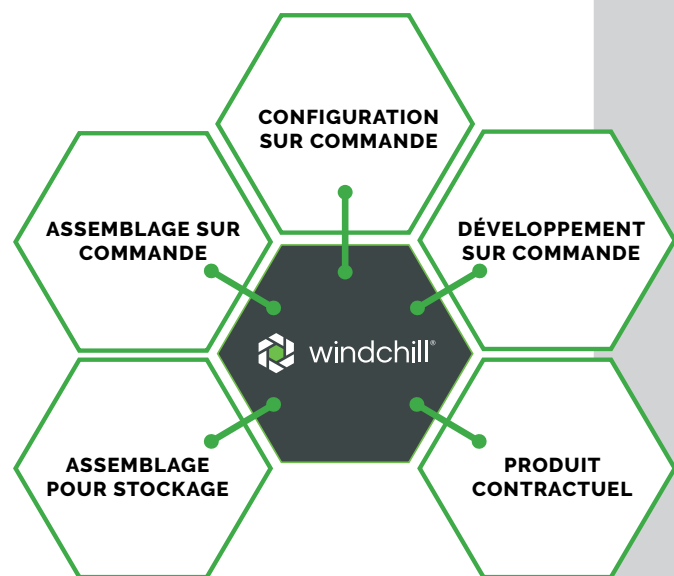 CONFIGURATION
SUR COMMANDE
ASSEMBLAGE SUR
COMMANDE
DÉVELOPPEMENT
SUR COMMANDE
windchill®
ASSEMBLAGE
POUR STOCKAGE
PRODUIT
CONTRACTUEL